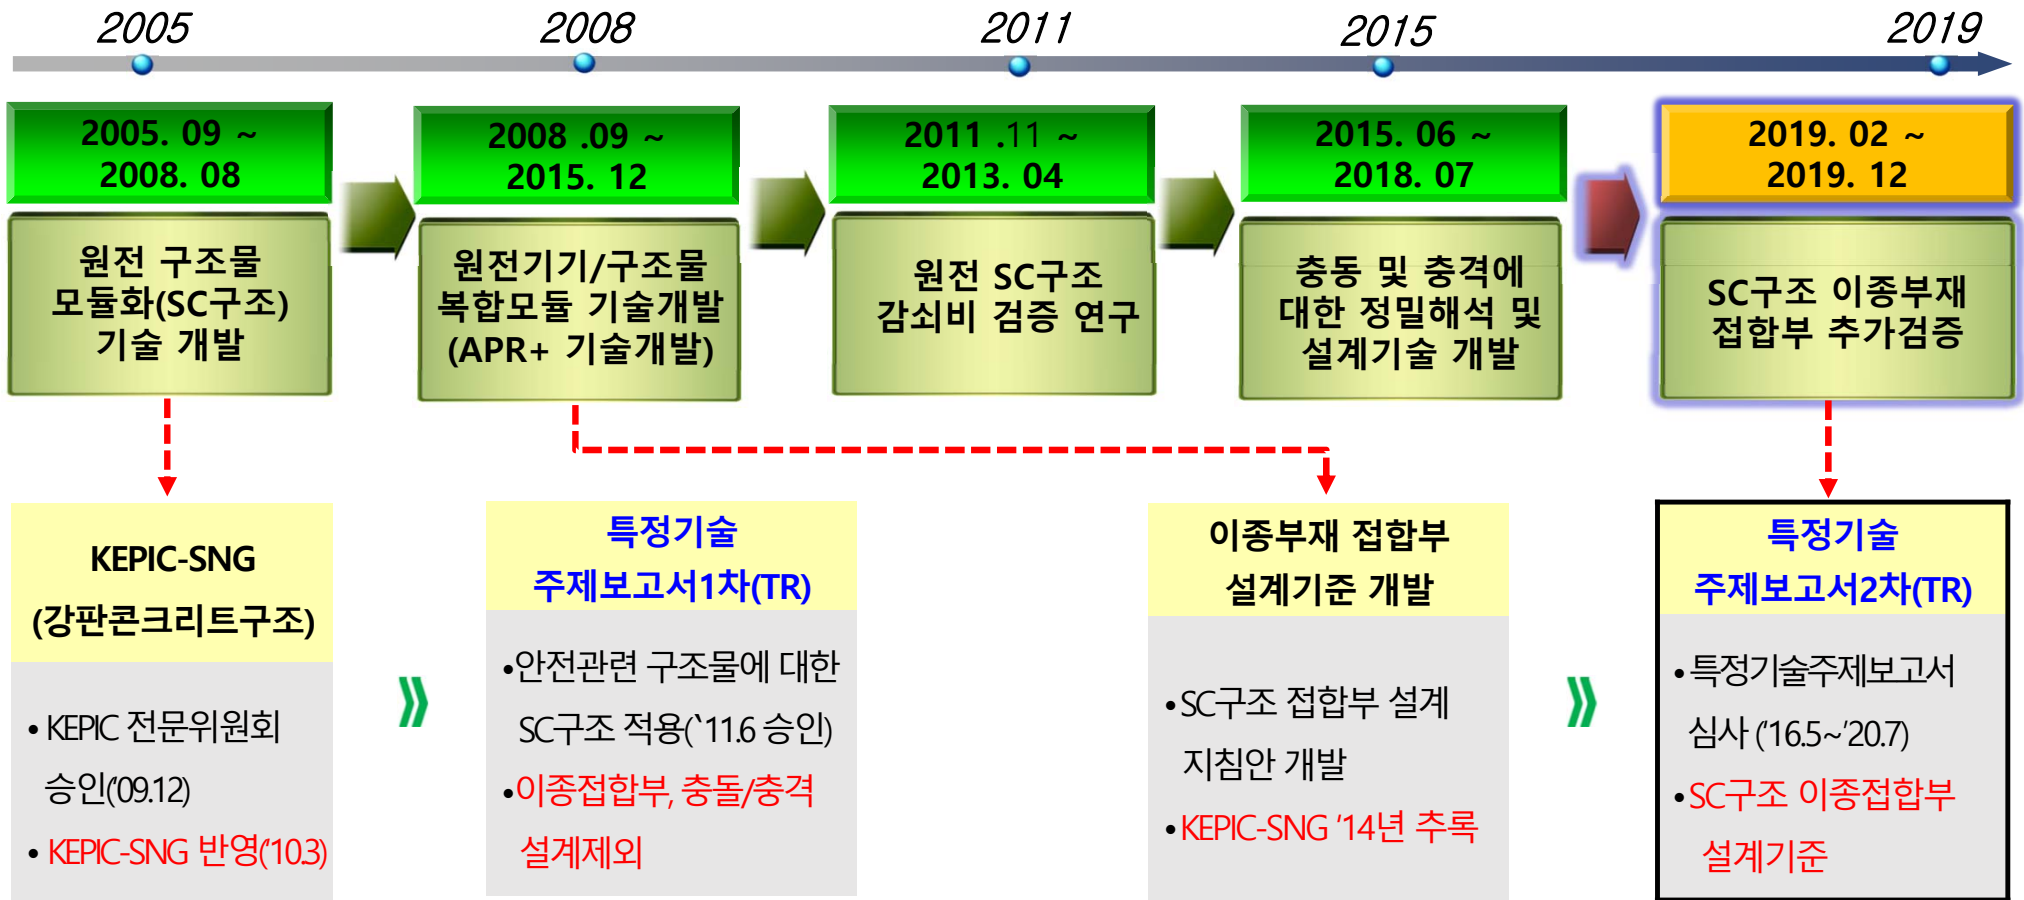 2005
2008
2011
2015
2019
2005. 09 ~
2008. 08
2008 .09 ~
2015. 12
2011 .11 ~
2013. 04
2015. 06 ~
2018. 07
2019. 02 ~
2019. 12
원전 구조물
모듈화(SC구조)
기술 개발
원전기기/구조물
복합모듈 기술개발
(APR+ 기술개발)
원전 SC구조
감쇠비 검증 연구
충동 및 충격에
대한 정밀해석 및
설계기술 개발
SC구조 이종부재
접합부 추가검증
KEPIC-SNG
(강판콘크리트구조)
• KEPIC 전문위원회
승인('09.12)
• KEPIC-SNG 반영('10.3)
특정기술
주제보고서1차(TR)
•안전관련 구조물에 대한
SC구조 적용(`11.6 승인)
•이종접합부, 충돌/충격
설계제외
이종부재 접합부
설계기준 개발
•SC구조 접합부 설계
지침안 개발
•KEPIC-SNG '14년 추록
특정기술
주제보고서2차(TR)
•특정기술주제보고서
심사 ('16.5~'20.7)
•SC구조 이종접합부
설계기준